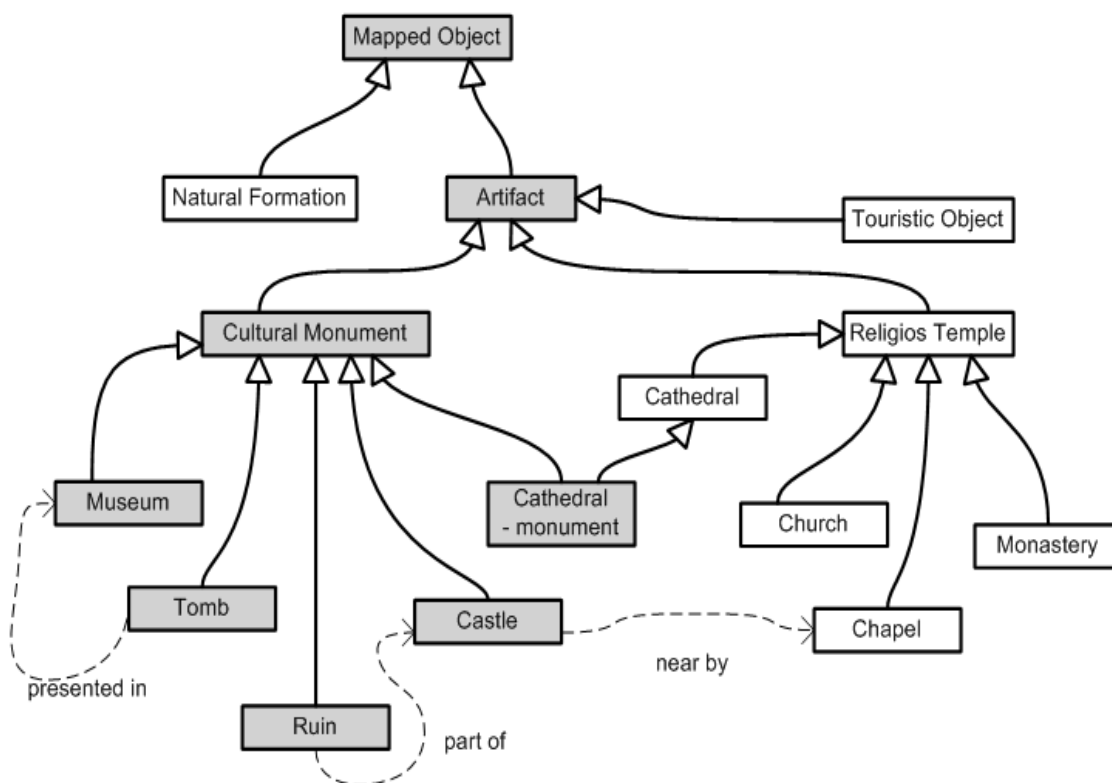 Mapped Object
Natural Formation
Artifact
Touristic Object
Cultural Monument
Religios Temple
Cathedral
Museum
Cathedral
- monument
Church
Monastery
Tomb
Castle
Chapel
near by
presented in
Ruin
part of